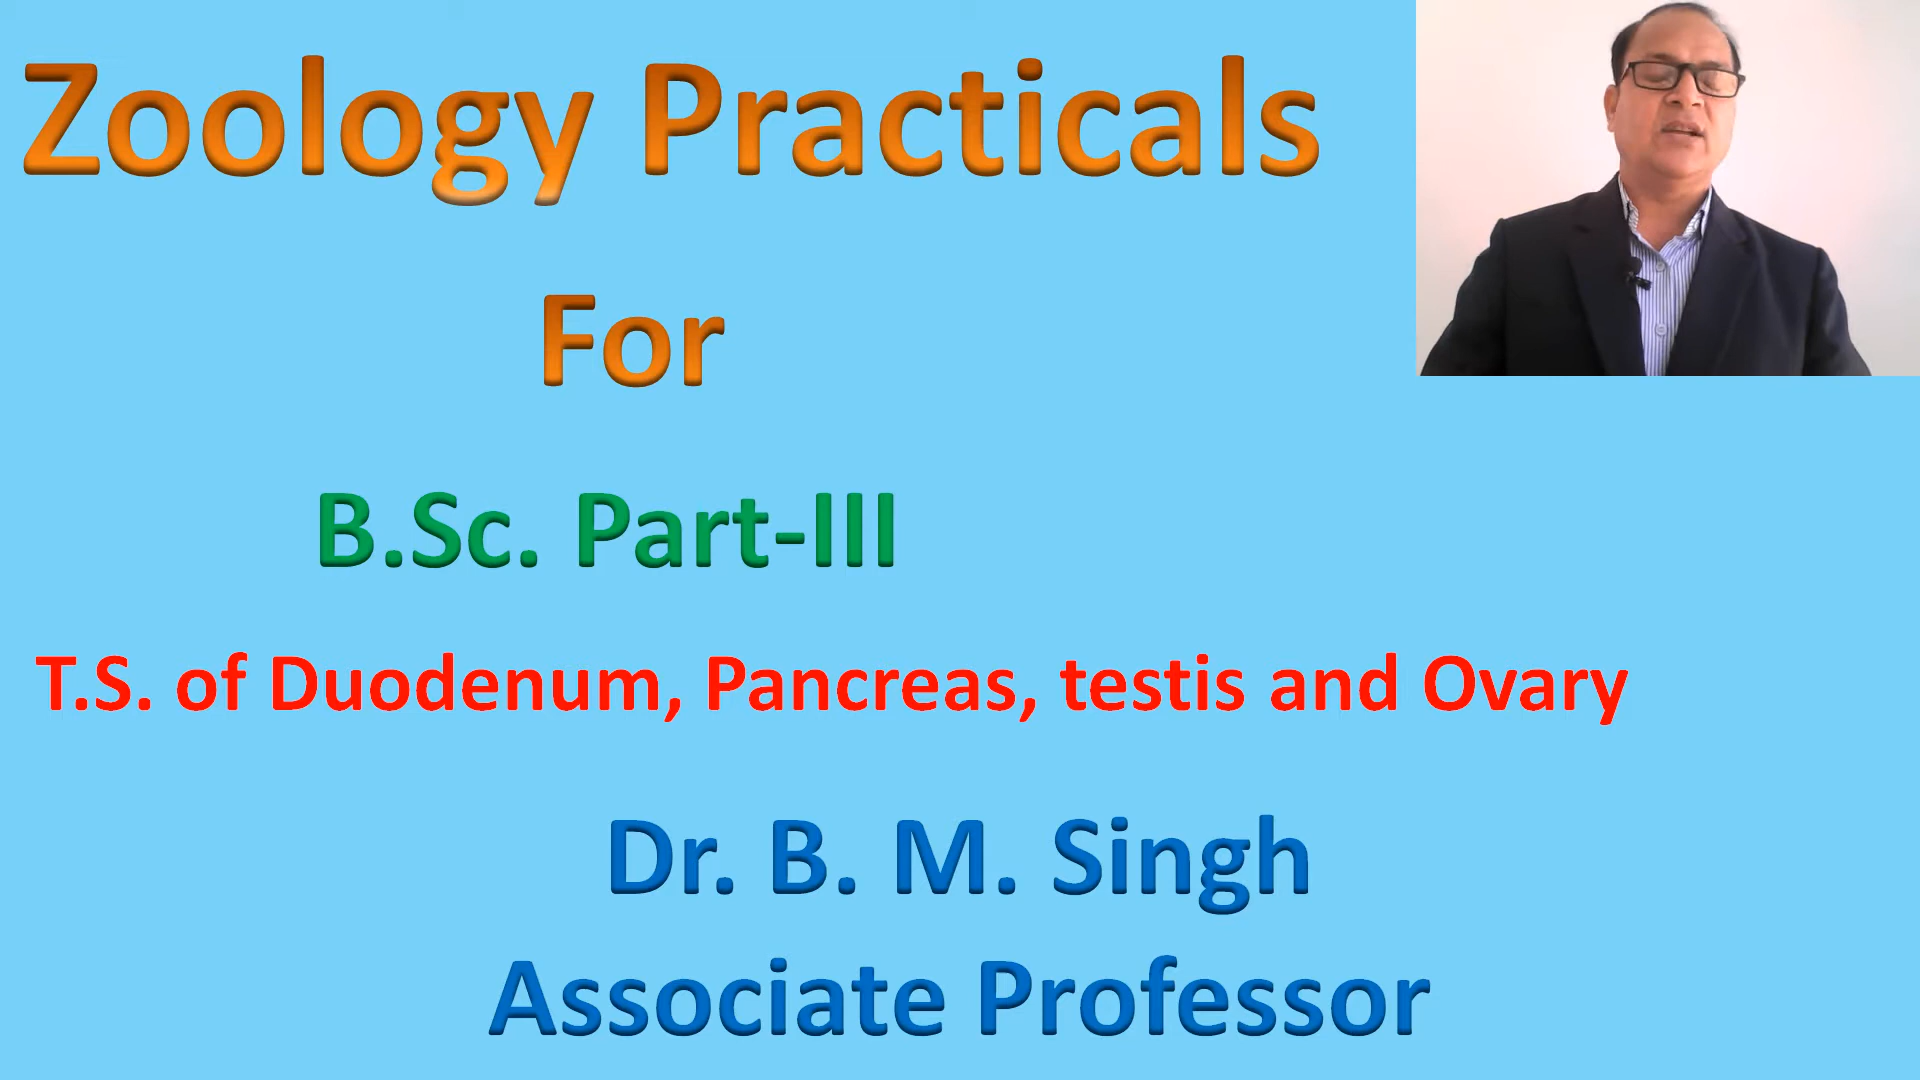 Zoology Practicals
For
B.Sc. Part-III
T.S. of Duodenum, Pancreas, testis and Ovary
Dr. B. M. Singh
Associate Professor